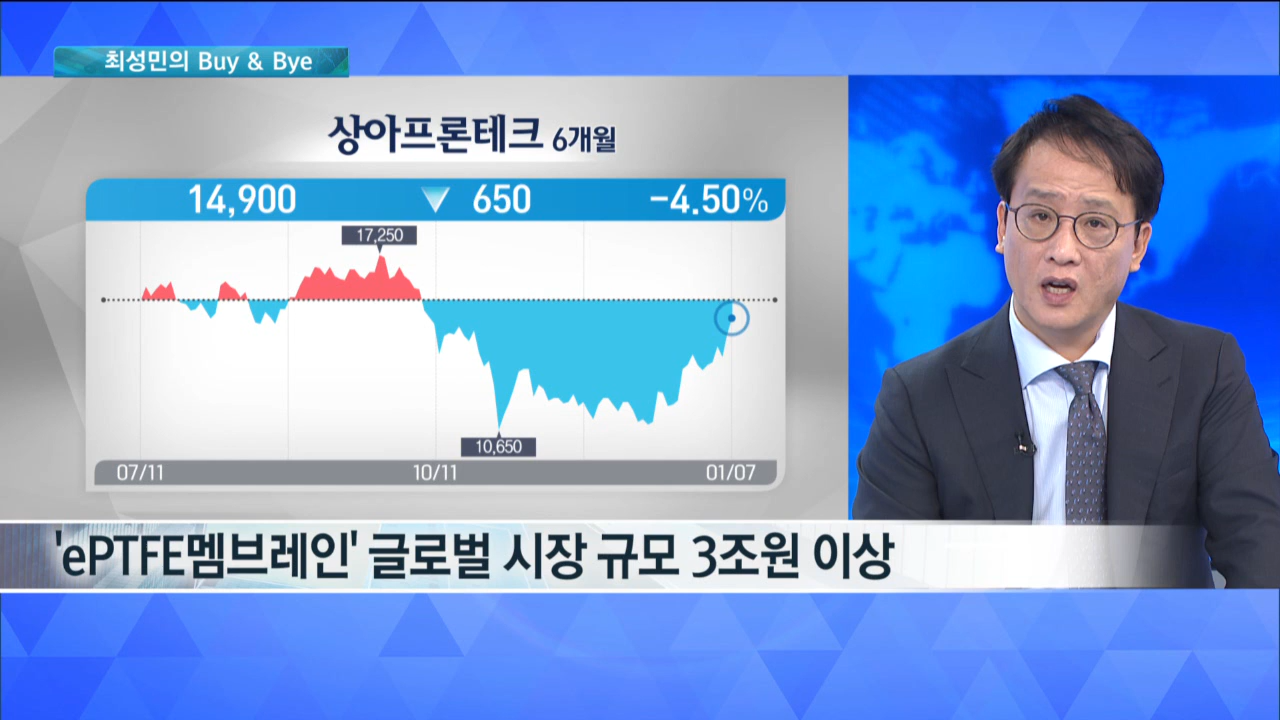 최성민의 Buy & Bye
상아프론테크 6개월
14,900 ▼ 650 -4.50%
17,250
10,650
07/11 10/11 01/07
'ePTFE멤브레인' 글로벌 시장 규모 3조원 이상